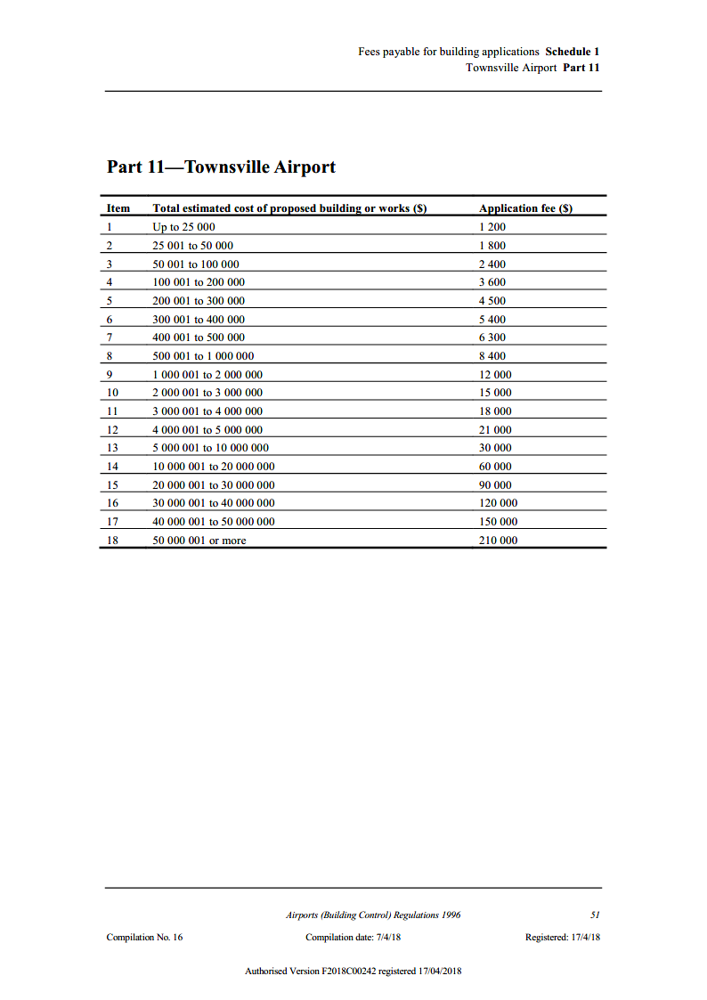 Fees payable for building applications Schedule 1
Townsville Airport Part 11
Part 11—Townsville Airport
Item Total estimated cost of proposed building or works ($) Application fee ($)
1 Up to 25 000 1 200
2 25 001 to 50 000 1 800
3 50 001 to 100 000 2 400
4 100 001 to 200 000 3 600
5 200 001 to 300 000 4 500
6 300 001 to 400 000 5 400
7 400 001 to 500 000 6 300
8 500 001 to 1 000 000 8 400
9 1 000 001 to 2 000 000 12 000
10 2 000 001 to 3 000 000 15 000
11 3 000 001 to 4 000 000 18 000
12 4 000 001 to 5 000 000 21 000
13 5 000 001 to 10 000 000 30 000
14 10 000 001 to 20 000 000 60 000
15 20 000 001 to 30 000 000 90 000
16 30 000 001 to 40 000 000 120 000
17 40 000 001 to 50 000 000 150 000
18 50 000 001 or more 210 000
Airports (Building Control) Regulations 1996 51
Compilation No. 16 Compilation date: 7/4/18 Registered: 17/4/18
Authorised Version F2018C00242 registered 17/04/2018